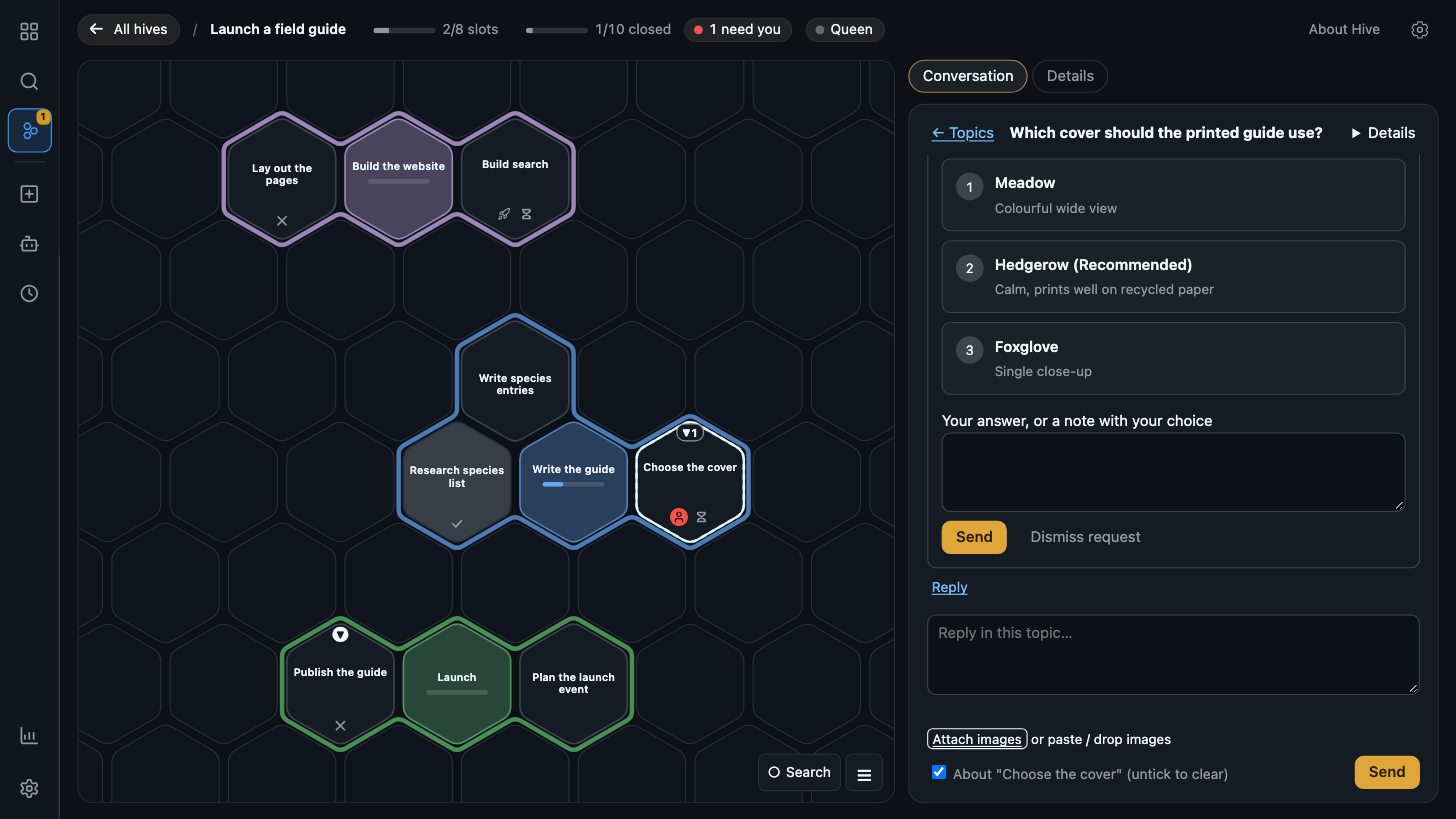 All hives
/
Launch a field guide
2/8 slots
1/10 closed
1 need you
Queen
About Hive
1
Lay out the
pages
Build the website
Build search
Write species
entries
Research species
list
Write the guide
1
Choose the cover
Publish the guide
Launch
Plan the launch
event
Search
Conversation
Details
← Topics
Which cover should the printed guide use?
Details
1
Meadow
Colourful wide view
2
Hedgerow (Recommended)
Calm, prints well on recycled paper
3
Foxglove
Single close-up
Your answer, or a note with your choice
Send
Dismiss request
Reply
Reply in this topic...
Attach images or paste / drop images
About "Choose the cover" (untick to clear)
Send